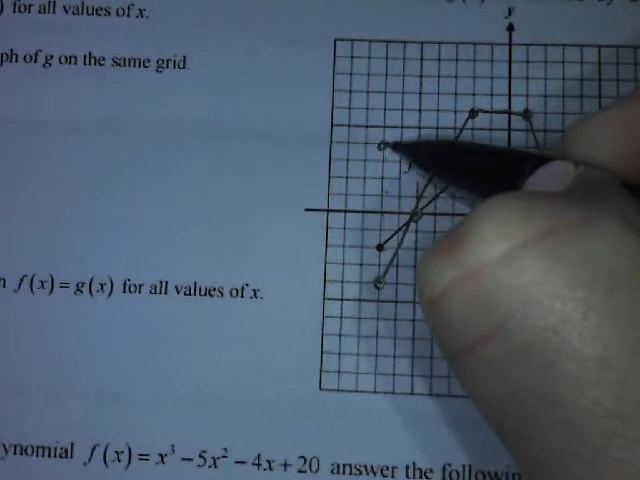 ) for all values of x.
y
ph of g on the same grid.
n f(x) = g(x) for all values of x.
ynomial f(x) = x³ − 5x² − 4x + 20 answer the followin